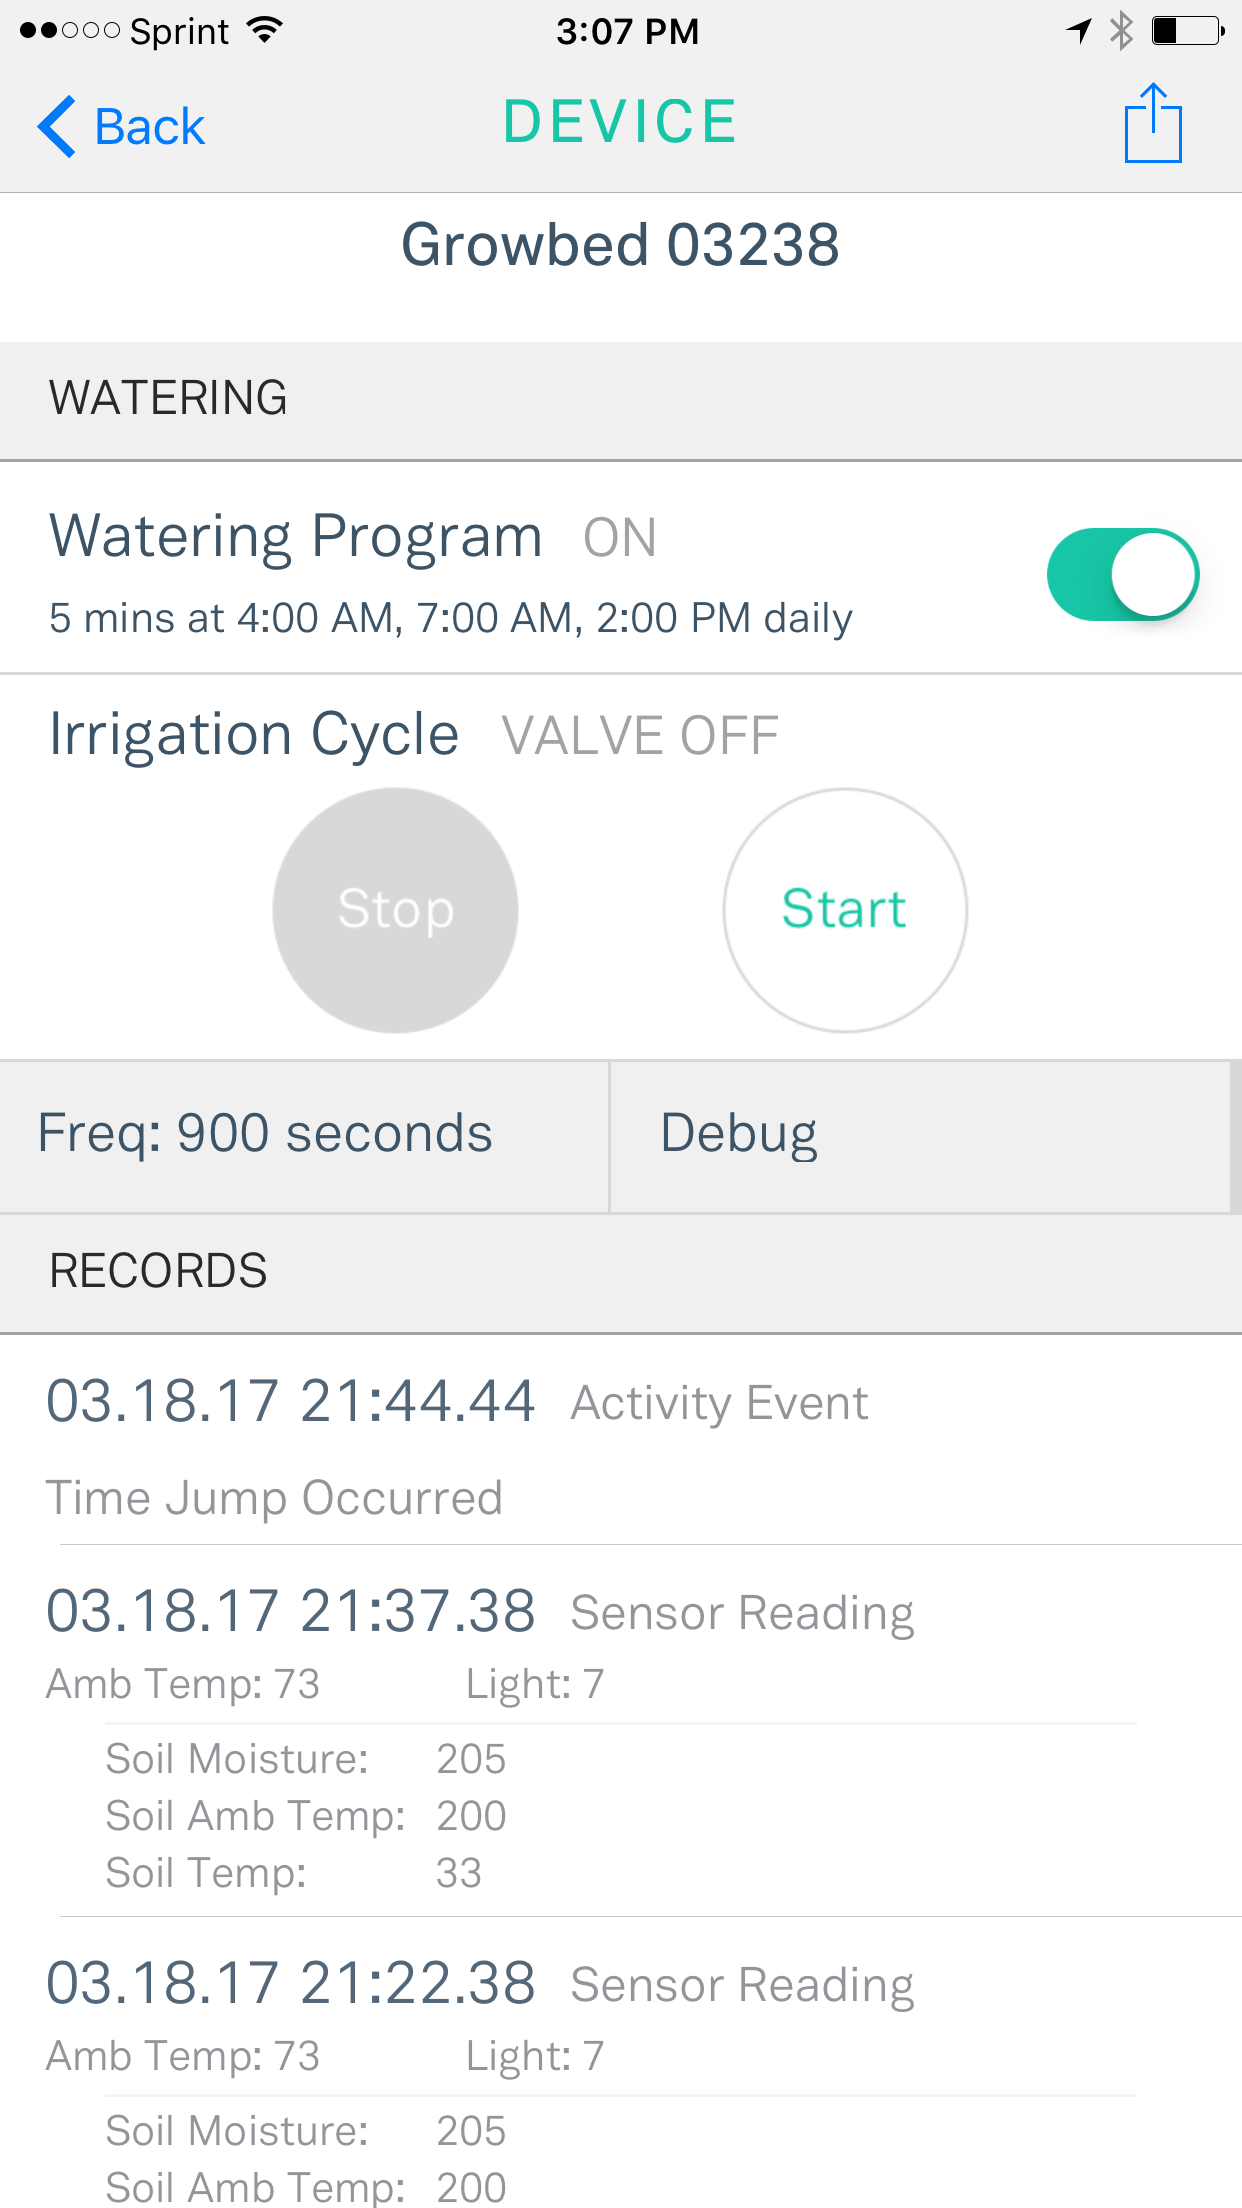 Sprint 3:07 PM
Back DEVICE
Growbed 03238
WATERING
Watering Program ON
5 mins at 4:00 AM, 7:00 AM, 2:00 PM daily
Irrigation Cycle VALVE OFF
Stop Start
Freq: 900 seconds Debug
RECORDS
03.18.17 21:44.44 Activity Event
Time Jump Occurred
03.18.17 21:37.38 Sensor Reading
Amb Temp: 73 Light: 7
Soil Moisture: 205
Soil Amb Temp: 200
Soil Temp: 33
03.18.17 21:22.38 Sensor Reading
Amb Temp: 73 Light: 7
Soil Moisture: 205
Soil Amb Temp: 200